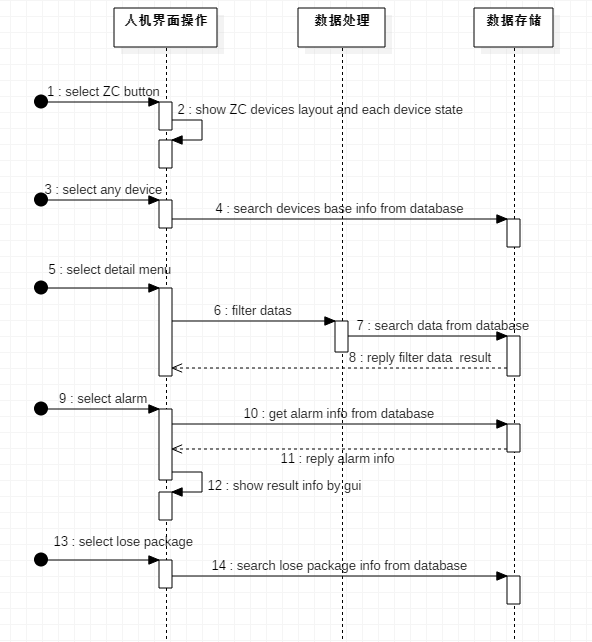 人机界面操作
数据处理
数据存储
1 : select ZC button
2 : show ZC devices layout and each device state
3 : select any device
4 : search devices base info from database
5 : select detail menu
6 : filter datas
7 : search data from database
8 : reply filter data  result
9 : select alarm
10 : get alarm info from database
11 : reply alarm info
12 : show result info by gui
13 : select lose package
14 : search lose package info from database